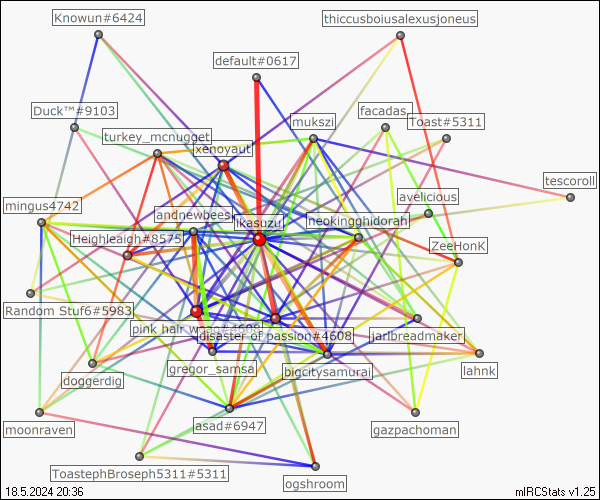 Knowun#6424
thiccusboiusalexusjoneus
default#0617
Duck™#9103
mukszi
facadas
Toast#5311
turkey_mcnugget
xenoyaut
tescoroll
avelicious
mingus4742
andnewbees
ikasuzu
neokingghidorah
Heighleaigh#8575
ZeeHonK
Random Stuf6#5983
pink hair
disaster of passion#4608
jarlbreadmaker
gregor_samsa
bigcitysamurai
lahnk
doggerdig
asad#6947
moonraven
gazpachoman
ToastephBroseph5311#5311
ogshroom
18.5.2024 20:36
mIRCStats v1.25